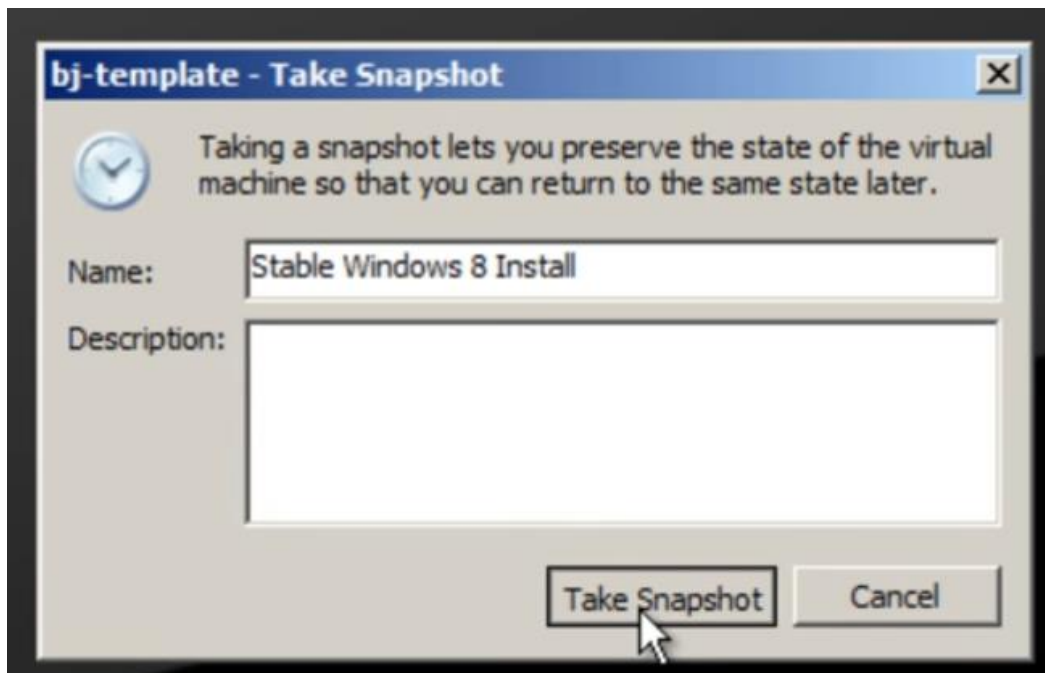 bj-template - Take Snapshot
Taking a snapshot lets you preserve the state of the virtual
machine so that you can return to the same state later.
Name:
Stable Windows 8 Install
Description:
Take Snapshot
Cancel